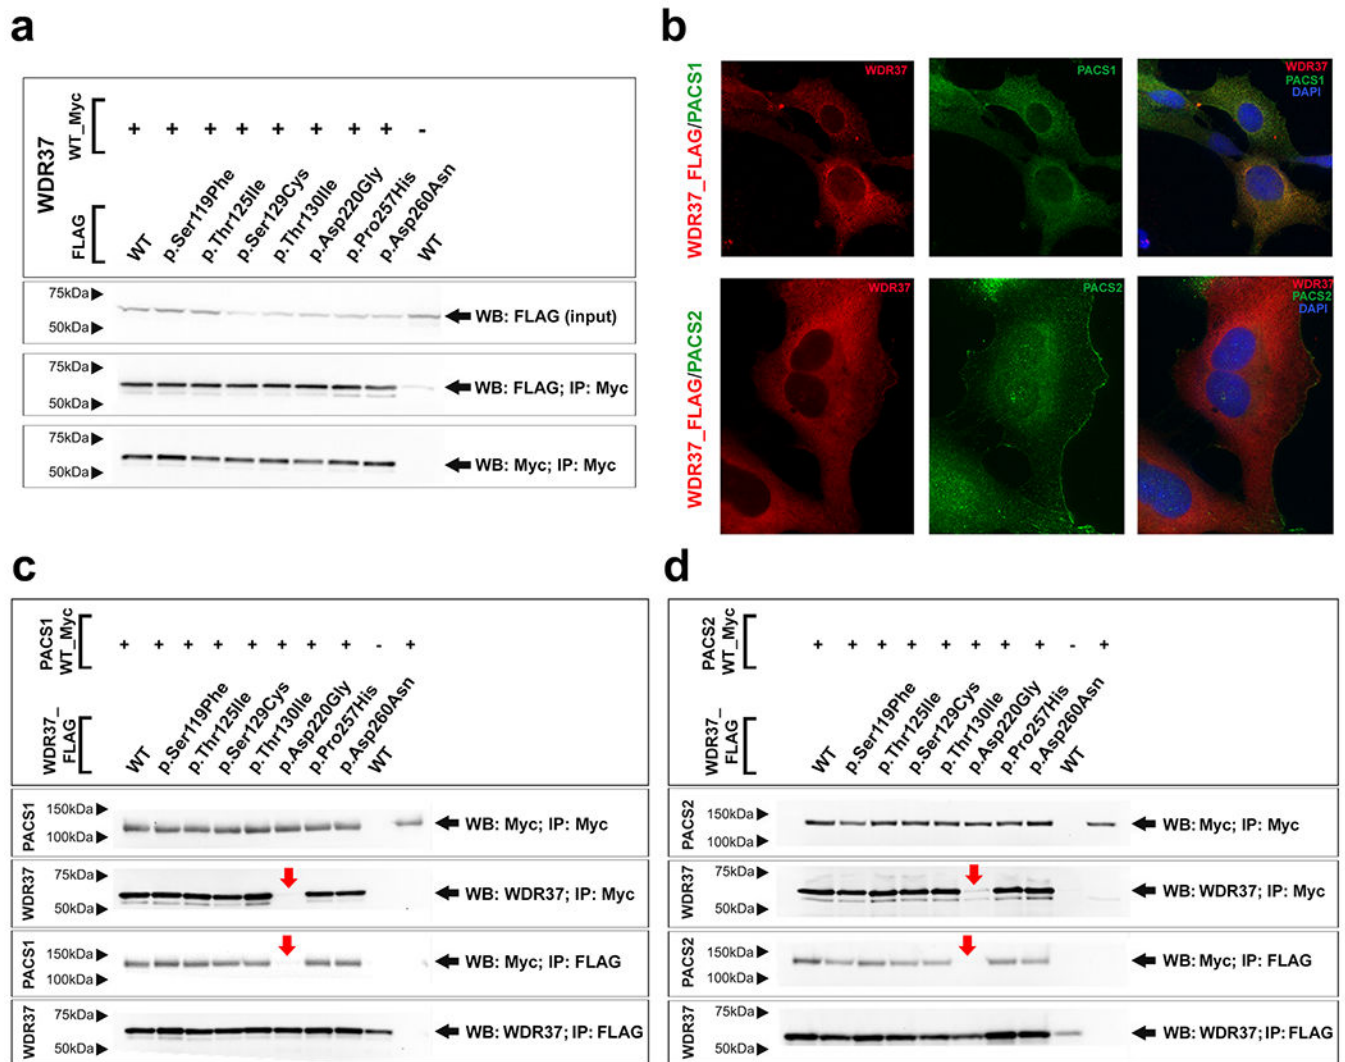 a
WDR37
WT_Myc
+ + + + + + + + -
FLAG
WT
p.Ser119Phe
p.Thr125Ile
p.Ser129Cys
p.Thr130Ile
p.Asp220Gly
p.Pro257His
p.Asp260Asn
WT
75kDa
50kDa
WB: FLAG (input)
75kDa
50kDa
WB: FLAG; IP: Myc
75kDa
50kDa
WB: Myc; IP: Myc
b
WDR37_FLAG/PACS1
WDR37
PACS1
WDR37
PACS1
DAPI
WDR37_FLAG/PACS2
WDR37
PACS2
WDR37
PACS2
DAPI
c
PACS1
WT_Myc
+ + + + + + + + - +
WDR37_
FLAG
WT
p.Ser119Phe
p.Thr125Ile
p.Ser129Cys
p.Thr130Ile
p.Asp220Gly
p.Pro257His
p.Asp260Asn
WT
PACS1
150kDa
100kDa
WB: Myc; IP: Myc
WDR37
75kDa
50kDa
WB: WDR37; IP: Myc
PACS1
150kDa
100kDa
WB: Myc; IP: FLAG
WDR37
75kDa
50kDa
WB: WDR37; IP: FLAG
d
PACS2
WT_Myc
+ + + + + + + + - +
WDR37_
FLAG
WT
p.Ser119Phe
p.Thr125Ile
p.Ser129Cys
p.Thr130Ile
p.Asp220Gly
p.Pro257His
p.Asp260Asn
WT
PACS2
150kDa
100kDa
WB: Myc; IP: Myc
WDR37
75kDa
50kDa
WB: WDR37; IP: Myc
PACS2
150kDa
100kDa
WB: Myc; IP: FLAG
WDR37
75kDa
50kDa
WB: WDR37; IP: FLAG